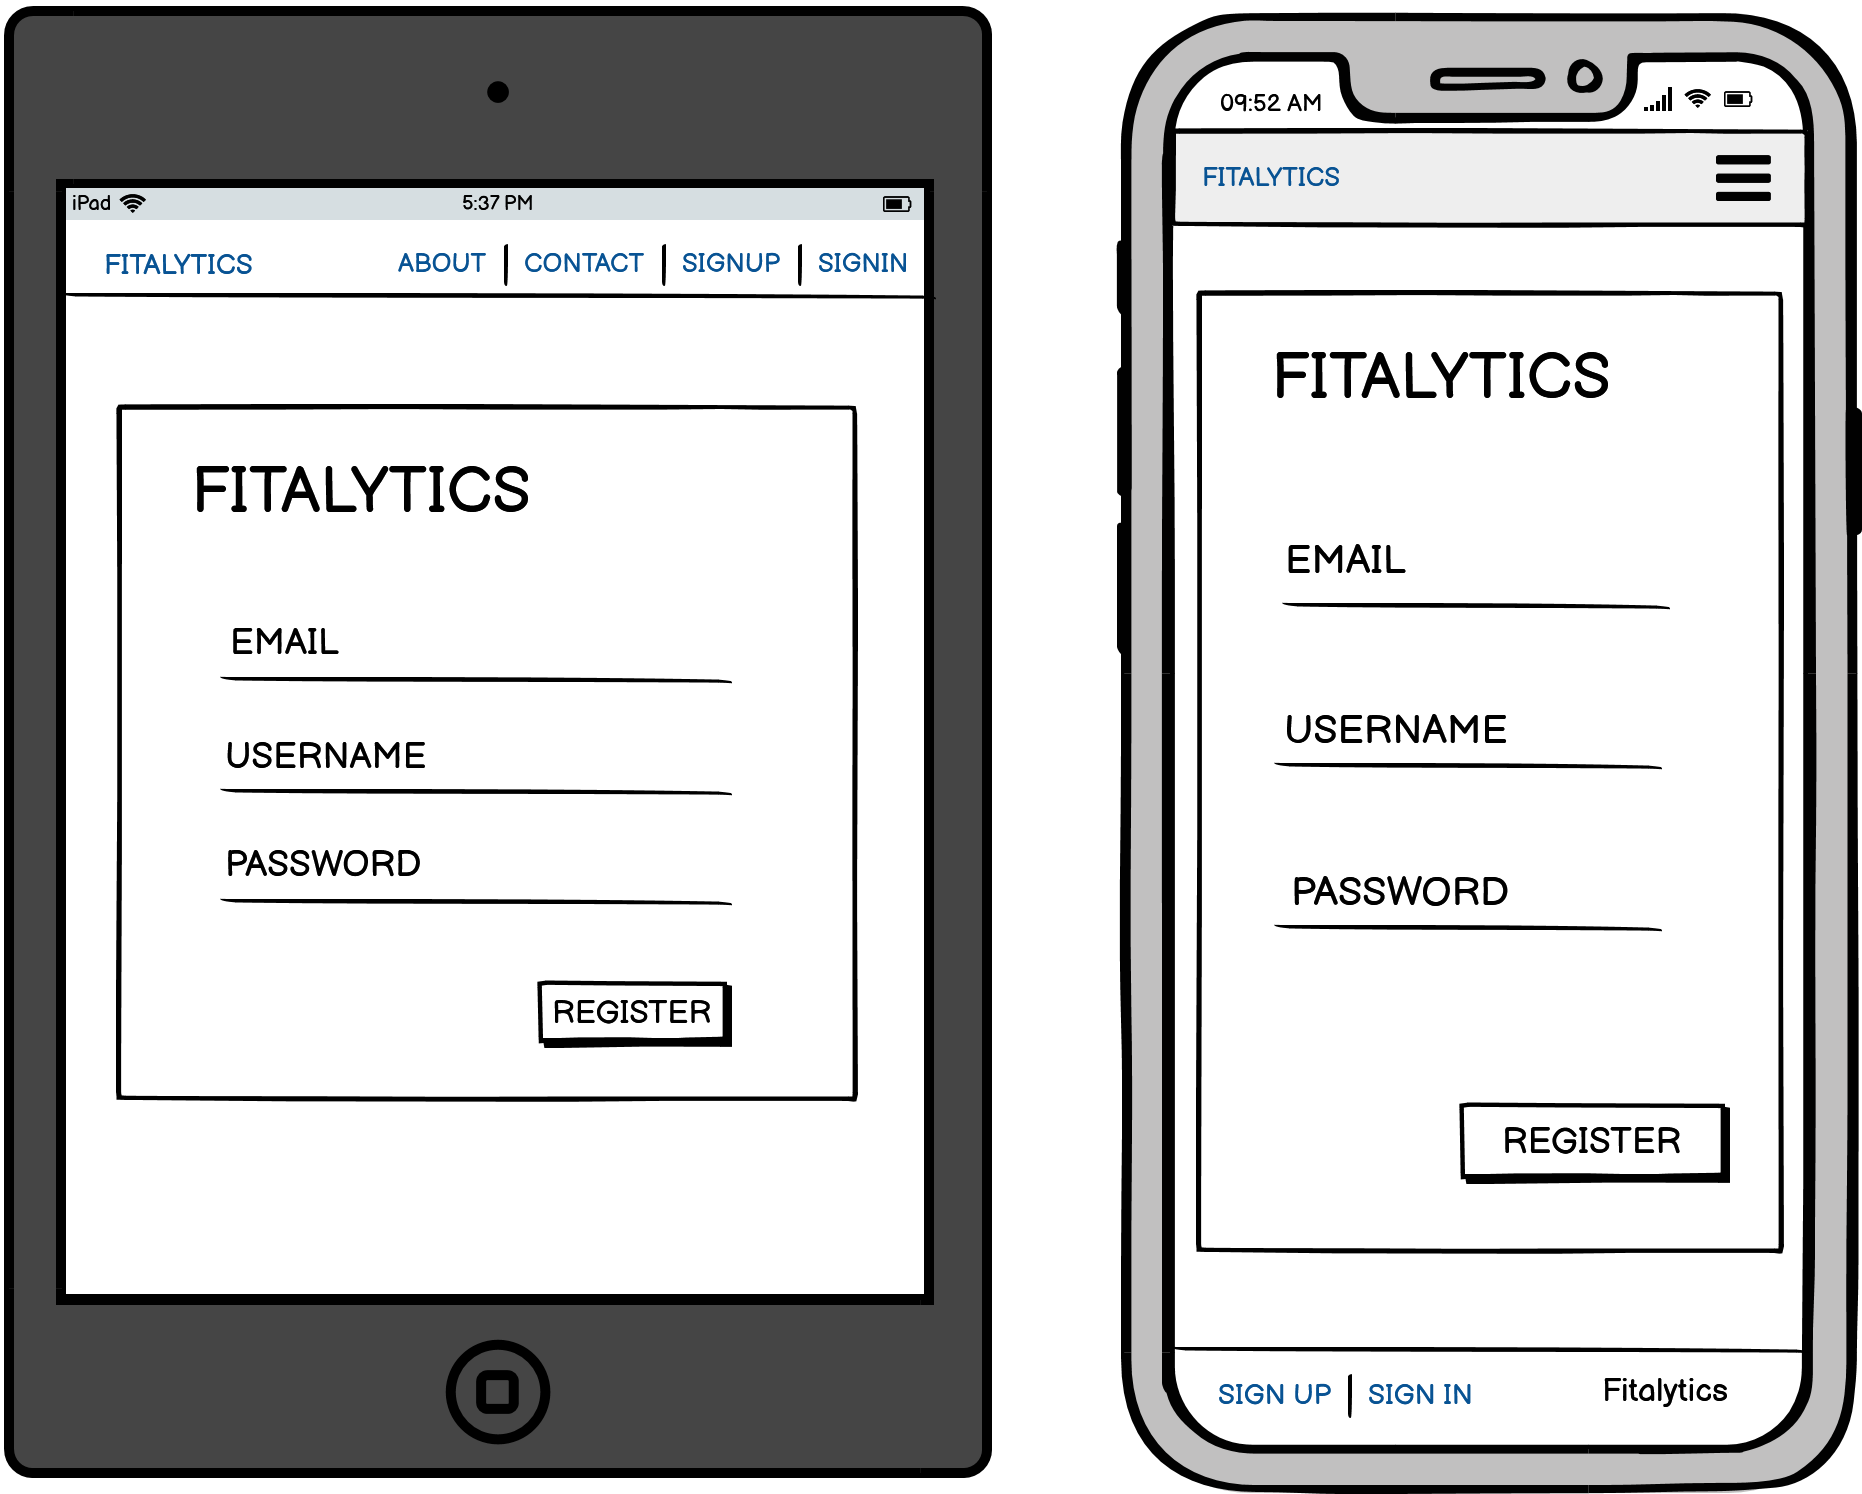 iPad 5:37 PM
FITALYTICS ABOUT CONTACT SIGNUP SIGNIN
FITALYTICS
EMAIL
USERNAME
PASSWORD
REGISTER
09:52 AM
FITALYTICS
FITALYTICS
EMAIL
USERNAME
PASSWORD
REGISTER
SIGN UP SIGN IN Fitalytics